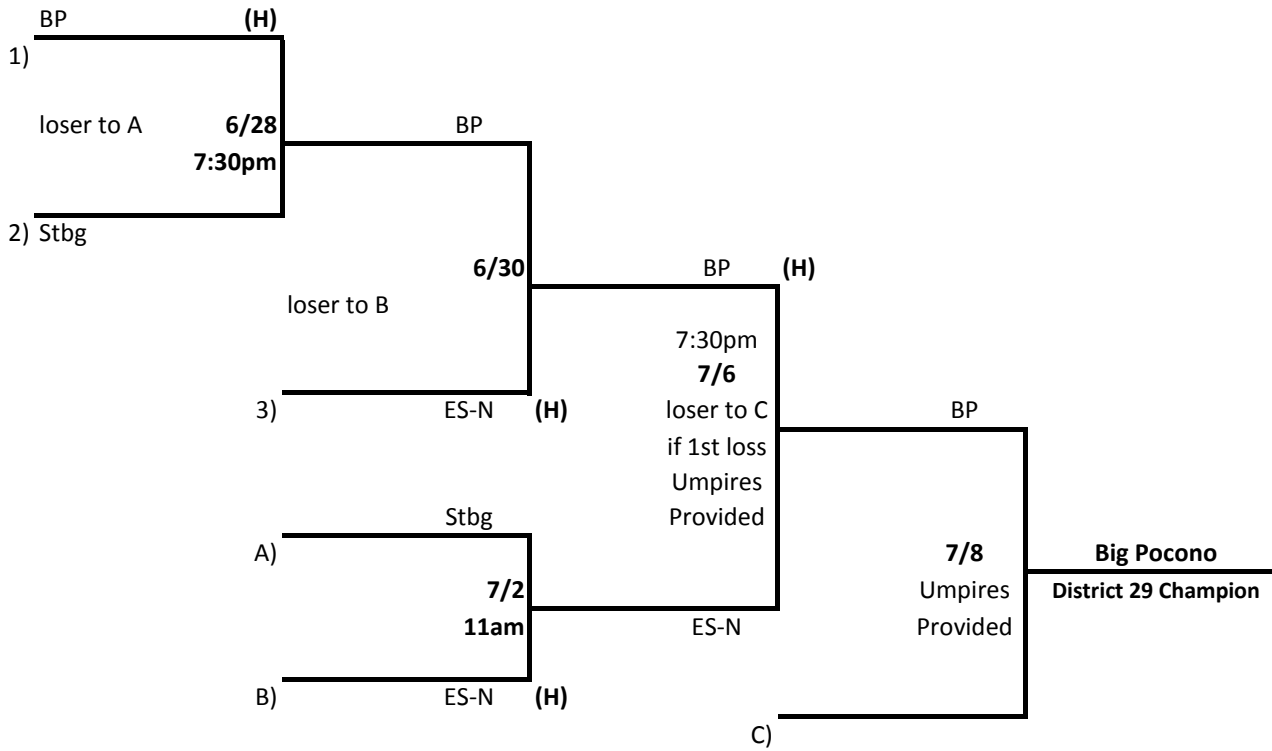 BP (H)
1)
loser to A 6/28 BP
7:30pm
2) Stbg
6/30 BP (H)
loser to B
7:30pm
7/6
3) ES-N (H) loser to C BP
if 1st loss
Umpires
Stbg Provided
A) 7/8 Big Pocono
7/2 Umpires District 29 Champion
11am ES-N Provided
B) ES-N (H)
C)